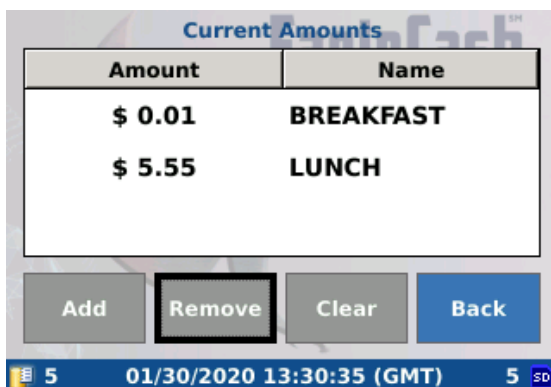 Current Amounts
Amount Name
$ 0.01 BREAKFAST
$ 5.55 LUNCH
Add Remove Clear Back
5 01/30/2020 13:30:35 (GMT) 5 SD